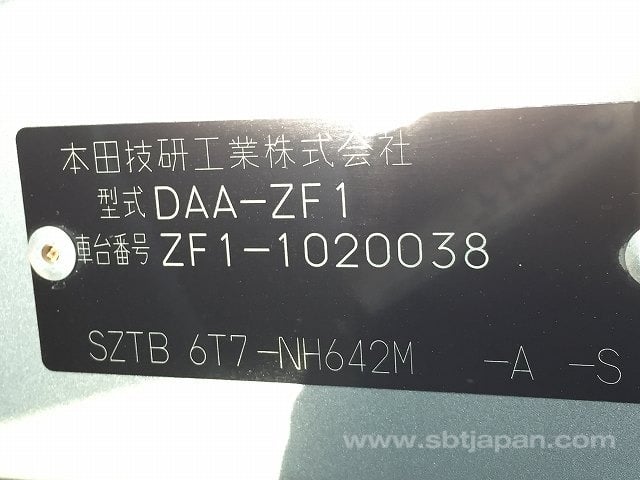 本田技研工業株式会社
型式 DAA-ZF1
車台番号 ZF1-1020038
SZTB 6T7-NH642M -A -S
www.sbtjapan.com